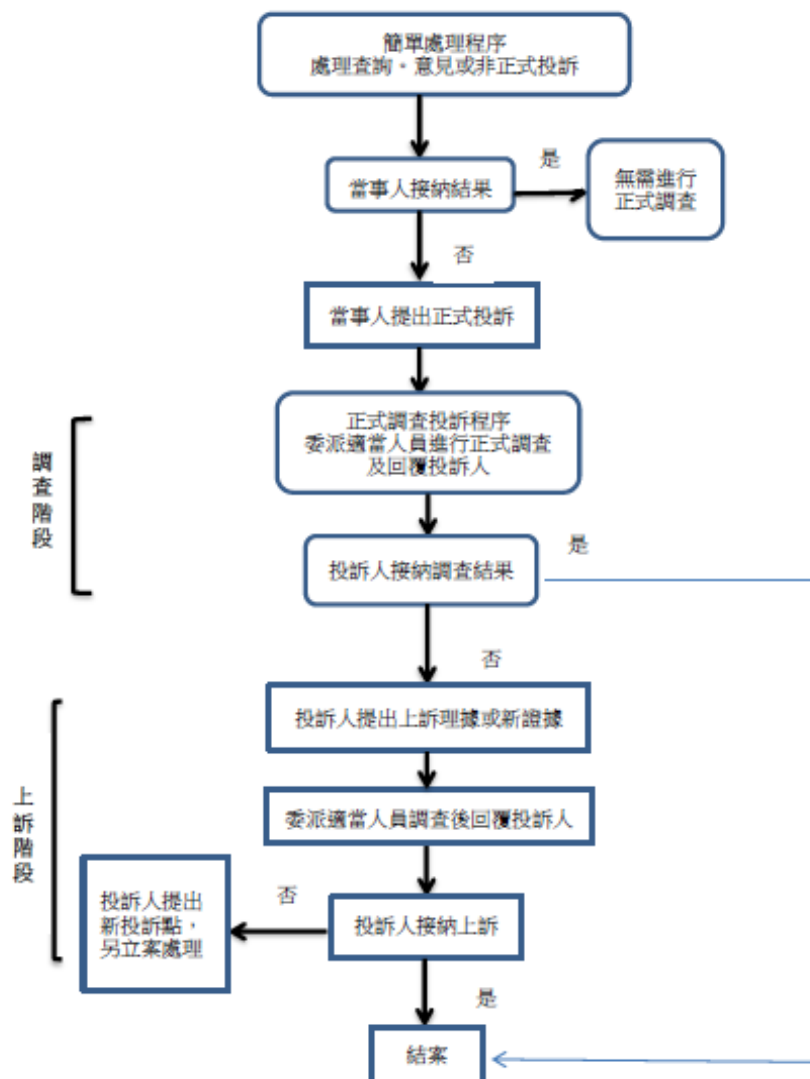 簡單處理程序
處理查詢。意見或非正式投訴
當事人接納結果
是
無需進行
正式調查
否
當事人提出正式投訴
調查階段
正式調查投訴程序
委派適當人員進行正式調查
及回覆投訴人
投訴人接納調查結果
是
否
上訴階段
投訴人提出上訴理據或新證據
委派適當人員調查後回覆投訴人
投訴人接納上訴
否
投訴人提出
新投訴點，
另立案處理
是
結案